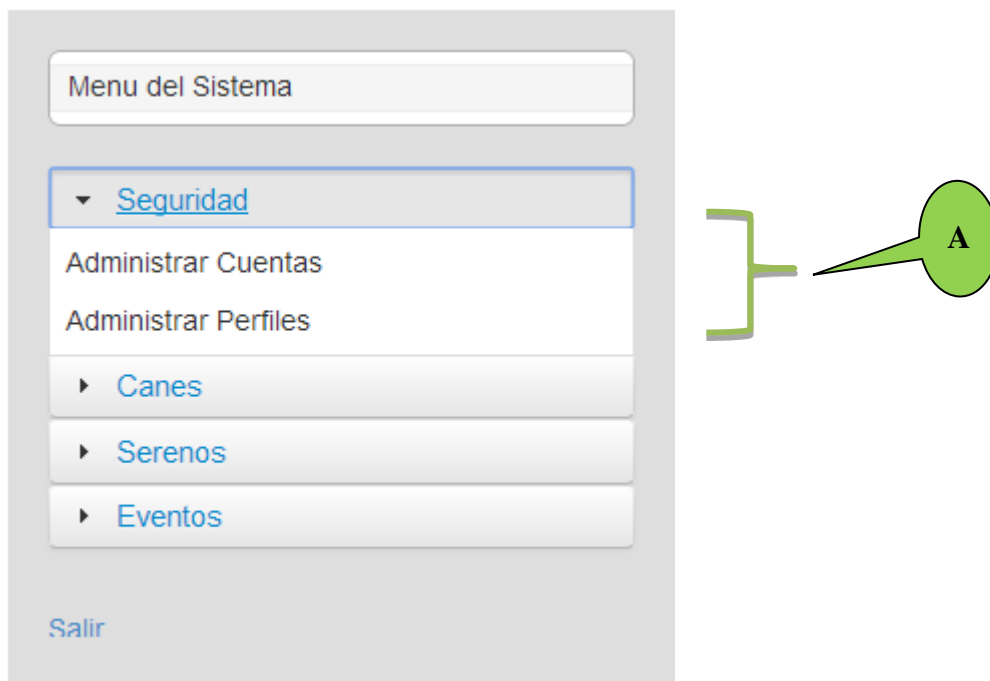 Menu del Sistema
Seguridad
A
Administrar Cuentas
Administrar Perfiles
Canes
Serenos
Eventos
Salir